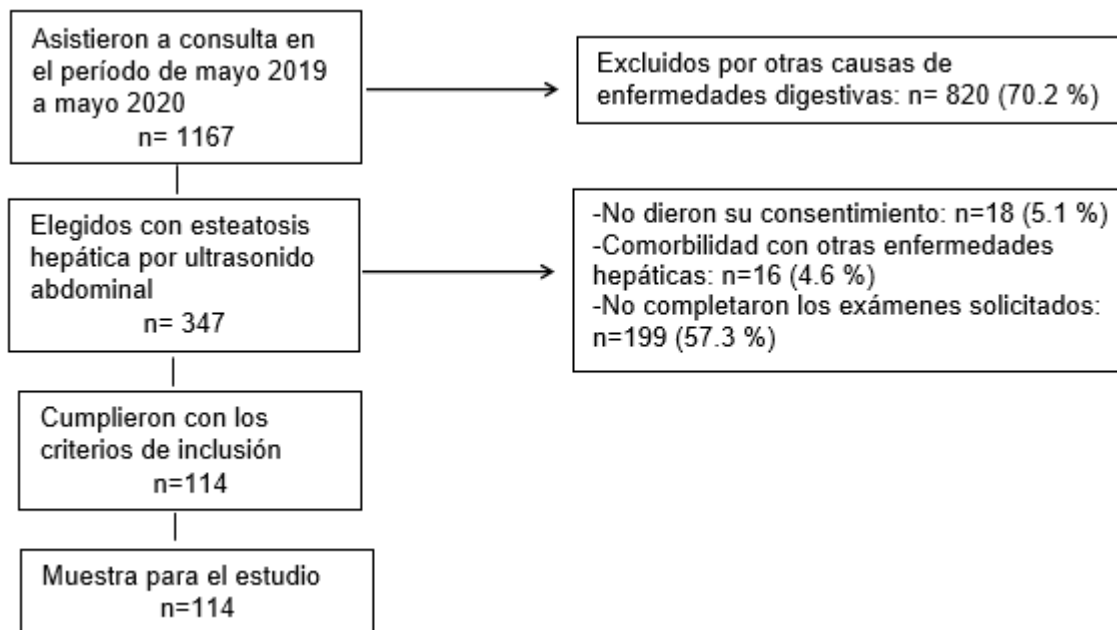 Asistieron a consulta en
el período de mayo 2019
a mayo 2020
n= 1167
Excluidos por otras causas de
enfermedades digestivas: n= 820 (70.2 %)
Elegidos con esteatosis
hepática por ultrasonido
abdominal
n= 347
-No dieron su consentimiento: n=18 (5.1 %)
-Comorbilidad con otras enfermedades
hepáticas: n=16 (4.6 %)
-No completaron los exámenes solicitados:
n=199 (57.3 %)
Cumplieron con los
criterios de inclusión
n=114
Muestra para el estudio
n=114